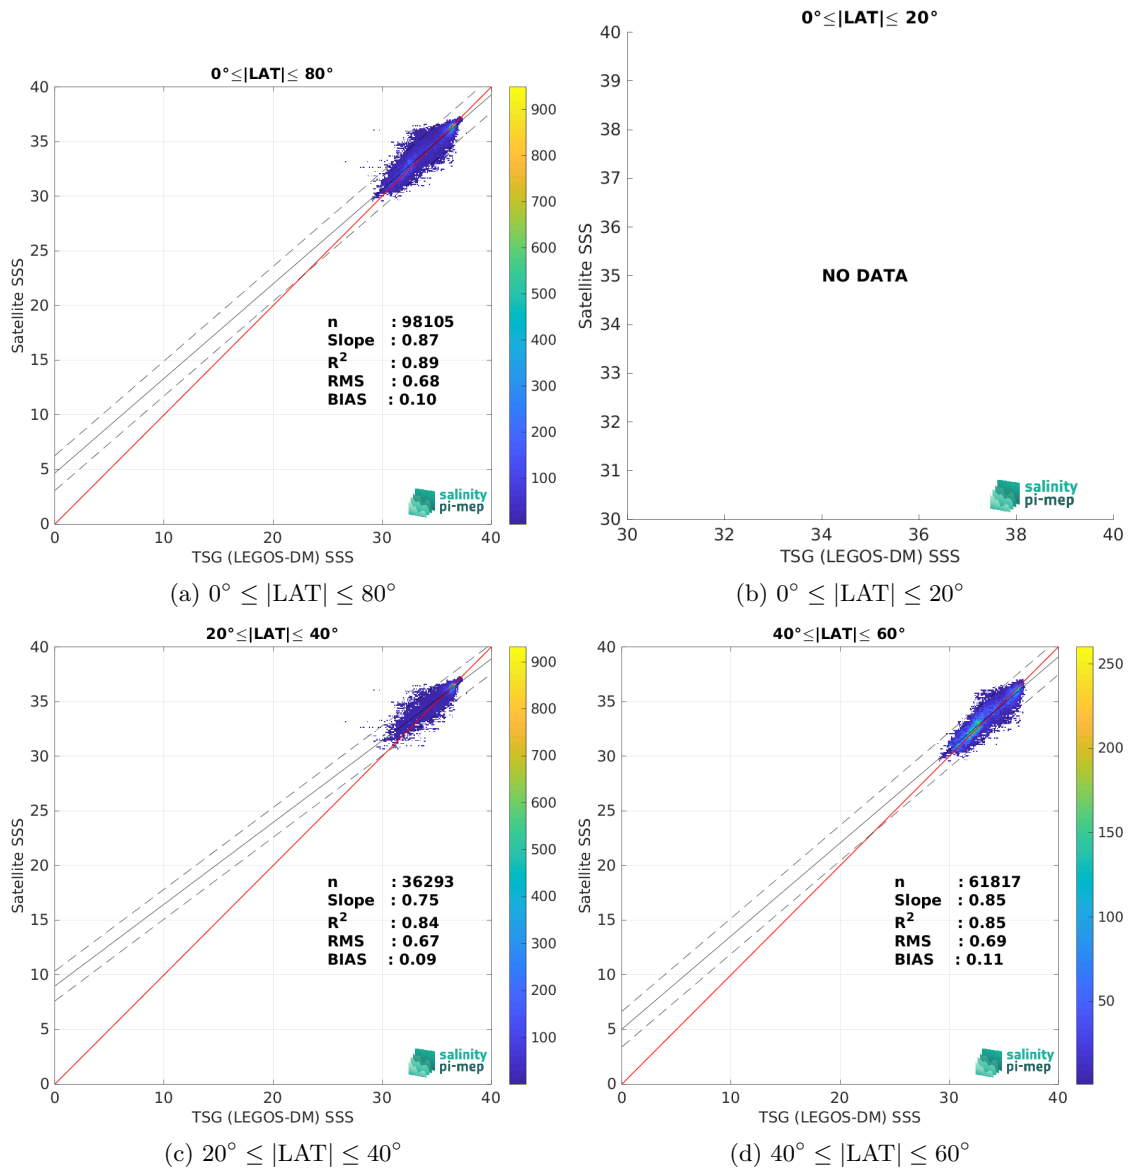 0°≤|LAT|≤ 80°
40
35
30
25
20
15
10
5
0
Satellite SSS
0
10
20
30
40
TSG (LEGOS-DM) SSS
900
800
700
600
500
400
300
200
100
n : 98105
Slope : 0.87
R² : 0.89
RMS : 0.68
BIAS : 0.10
salinity
pi-mep
(a) 0° ≤ |LAT| ≤ 80°
0°≤|LAT|≤ 20°
40
39
38
37
36
35
34
33
32
31
30
Satellite SSS
NO DATA
30
32
34
36
38
40
TSG (LEGOS-DM) SSS
salinity
pi-mep
(b) 0° ≤ |LAT| ≤ 20°
20°≤|LAT|≤ 40°
40
35
30
25
20
15
10
5
0
Satellite SSS
0
10
20
30
40
TSG (LEGOS-DM) SSS
900
800
700
600
500
400
300
200
100
n : 36293
Slope : 0.75
R² : 0.84
RMS : 0.67
BIAS : 0.09
salinity
pi-mep
(c) 20° ≤ |LAT| ≤ 40°
40°≤|LAT|≤ 60°
40
35
30
25
20
15
10
5
0
Satellite SSS
0
10
20
30
40
TSG (LEGOS-DM) SSS
250
200
150
100
50
n : 61817
Slope : 0.85
R² : 0.85
RMS : 0.69
BIAS : 0.11
salinity
pi-mep
(d) 40° ≤ |LAT| ≤ 60°